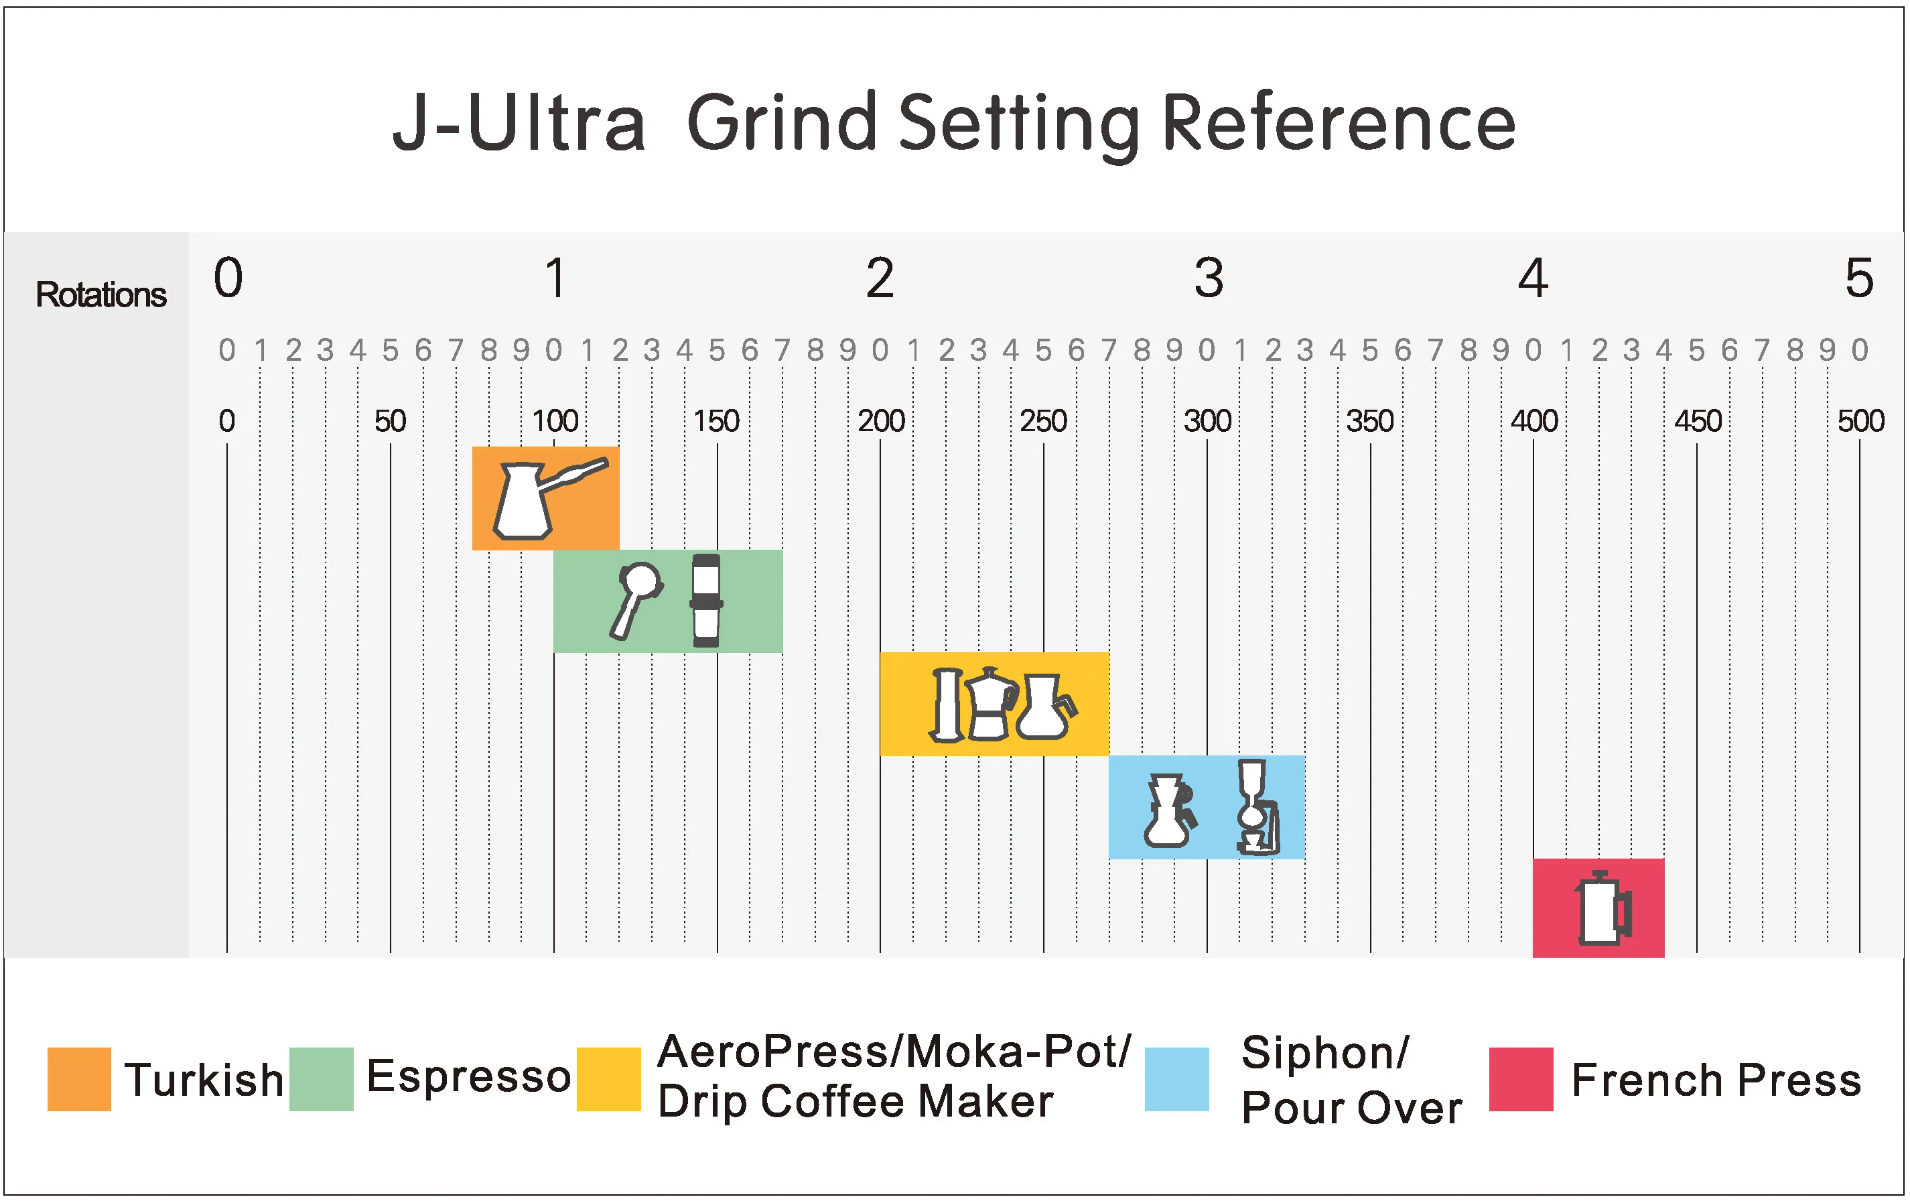 J-Ultra Grind Setting Reference
Rotations 0 1 2 3 4 5
0 1 2 3 4 5 6 7 8 9 0 1 2 3 4 5 6 7 8 9 0 1 2 3 4 5 6 7 8 9 0 1 2 3 4 5 6 7 8 9 0 1 2 3 4 5 6 7 8 9 0
0 50 100 150 200 250 300 350 400 450 500
Turkish
Espresso
AeroPress/Moka-Pot/
Drip Coffee Maker
Siphon/
Pour Over
French Press